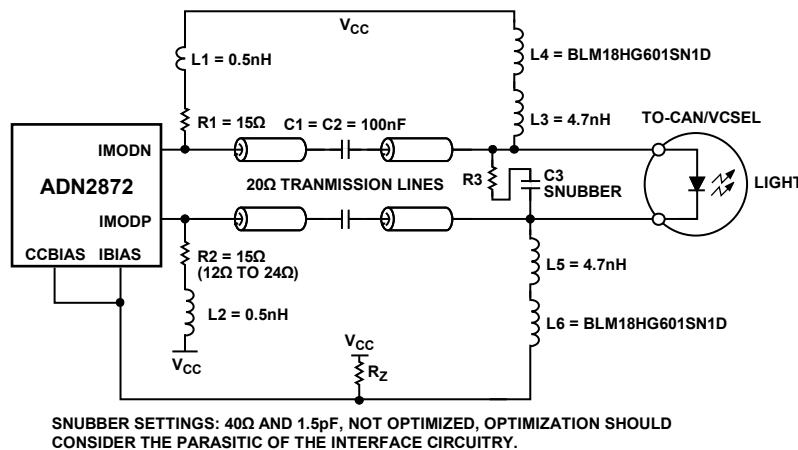 VCC
L1 = 0.5nH
L4 = BLM18HG601SN1D
R1 = 15Ω
C1 = C2 = 100nF
L3 = 4.7nH
TO-CAN/VCSEL
IMODN
ADN2872
R3
C3
SNUBBER
20Ω TRANMISSION LINES
LIGHT
IMODP
CCBIAS
IBIAS
R2 = 15Ω
(12Ω TO 24Ω)
L5 = 4.7nH
L2 = 0.5nH
L6 = BLM18HG601SN1D
VCC
VCC
RZ
SNUBBER SETTINGS: 40Ω AND 1.5pF, NOT OPTIMIZED, OPTIMIZATION SHOULD
CONSIDER THE PARASITIC OF THE INTERFACE CIRCUITRY.